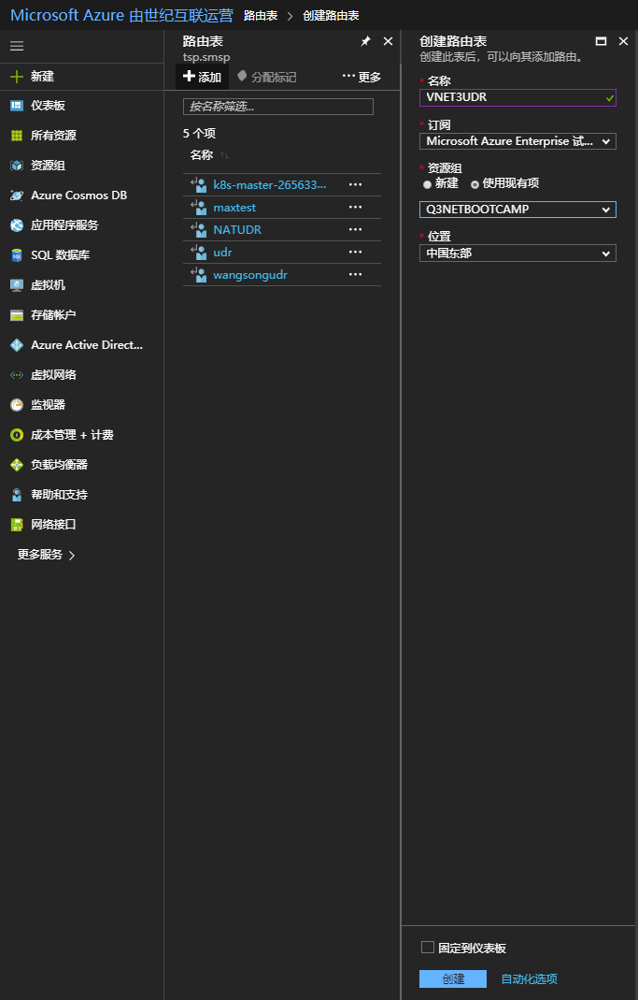 Microsoft Azure 由世纪互联运营 路由表 > 创建路由表
新建
仪表板
所有资源
资源组
Azure Cosmos DB
应用程序服务
SQL 数据库
虚拟机
存储帐户
Azure Active Direct...
虚拟网络
监视器
成本管理 + 计费
负载均衡器
帮助和支持
网络接口
更多服务 >
路由表
tsp.smsp
添加 分配标记 ··· 更多
按名称筛选...
5 个项
名称
k8s-master-265633... ···
maxtest ···
NATUDR ···
udr ···
wangsongudr ···
创建路由表
创建此表后，可以向其添加路由。
* 名称
VNET3UDR
* 订阅
Microsoft Azure Enterprise 试...
* 资源组
新建 使用现有项
Q3NETBOOTCAMP
* 位置
中国东部
固定到仪表板
创建 自动化选项